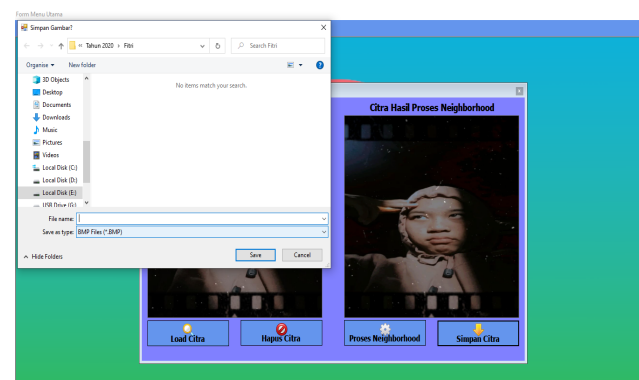 Form Menu Utama
Simpan Gambar?
« Tahun 2020 › Fitri
Search Fitri
Organise
New folder
3D Objects
Desktop
Documents
Downloads
Music
Pictures
Videos
Local Disk (C:)
Local Disk (D:)
Local Disk (E:)
USB Drive (G:)
No items match your search.
File name:
Save as type: BMP Files (*.BMP)
Hide Folders
Save
Cancel
Citra Hasil Proses Neighborhood
Load Citra
Hapus Citra
Proses Neighborhood
Simpan Citra